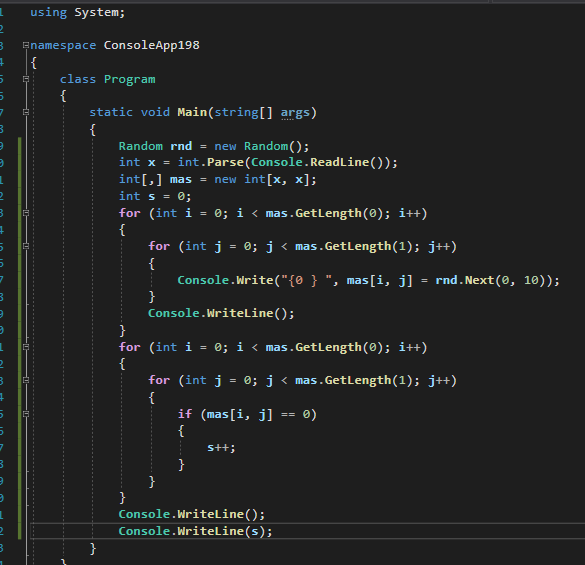 using System;
namespace ConsoleApp198
{
class Program
{
static void Main(string[] args)
{
Random rnd = new Random();
int x = int.Parse(Console.ReadLine());
int[,] mas = new int[x, x];
int s = 0;
for (int i = 0; i < mas.GetLength(0); i++)
{
for (int j = 0; j < mas.GetLength(1); j++)
{
Console.Write("{0 } ", mas[i, j] = rnd.Next(0, 10));
}
Console.WriteLine();
}
for (int i = 0; i < mas.GetLength(0); i++)
{
for (int j = 0; j < mas.GetLength(1); j++)
{
if (mas[i, j] == 0)
{
s++;
}
}
}
Console.WriteLine();
Console.WriteLine(s);
}
}